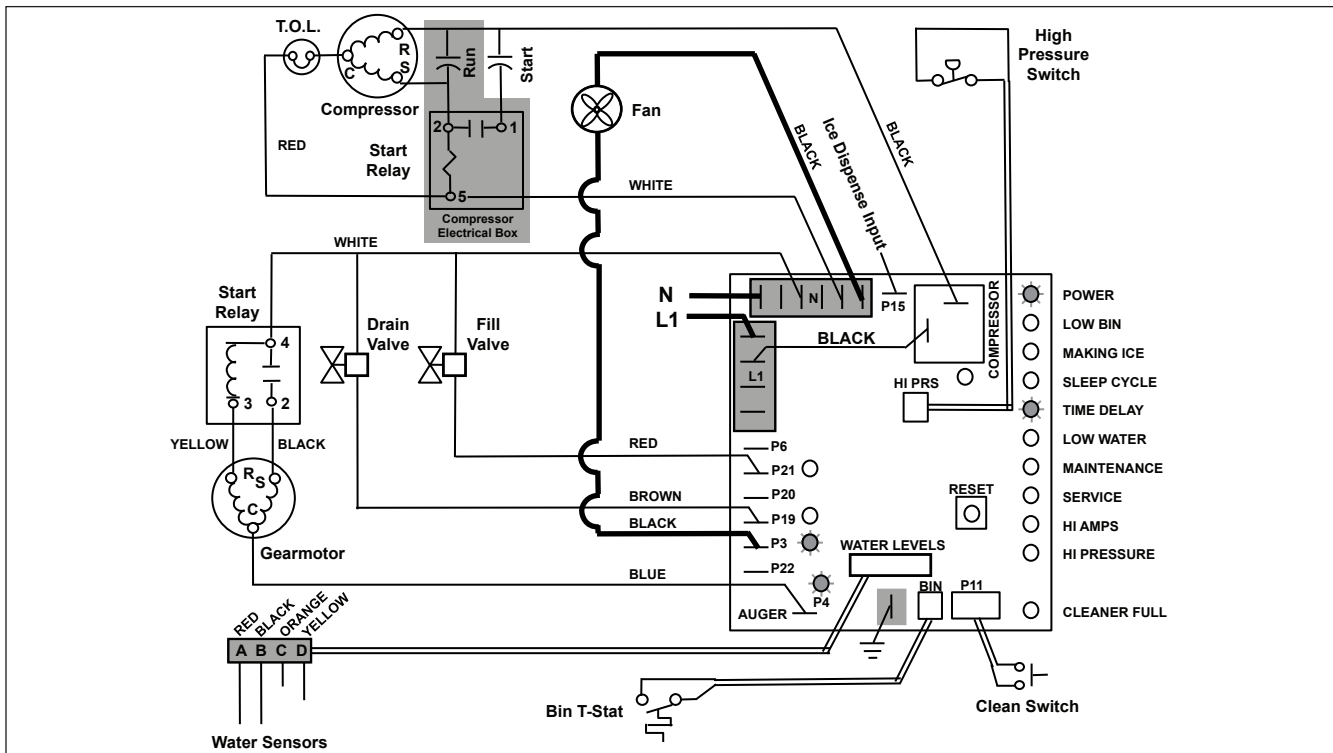 T.O.L.
R
S
C
Compressor
Run
Start
RED
2
1
Start
Relay
5
Compressor
Electrical Box
Fan
BLACK
Ice Dispense Input
BLACK
High
Pressure
Switch
WHITE
WHITE
N
N
P15
L1
BLACK
L1
COMPRESSOR
HI PRS
POWER
LOW BIN
MAKING ICE
SLEEP CYCLE
TIME DELAY
LOW WATER
MAINTENANCE
SERVICE
HI AMPS
HI PRESSURE
CLEANER FULL
Start
Relay
4
3
2
Drain
Valve
Fill
Valve
YELLOW
BLACK
R
S
C
Gearmotor
RED
BROWN
BLACK
BLUE
P6
P21
P20
P19
P3
P22
P4
AUGER
RESET
WATER LEVELS
BIN
P11
RED
BLACK
ORANGE
YELLOW
A B C D
Water Sensors
Bin T-Stat
Clean Switch